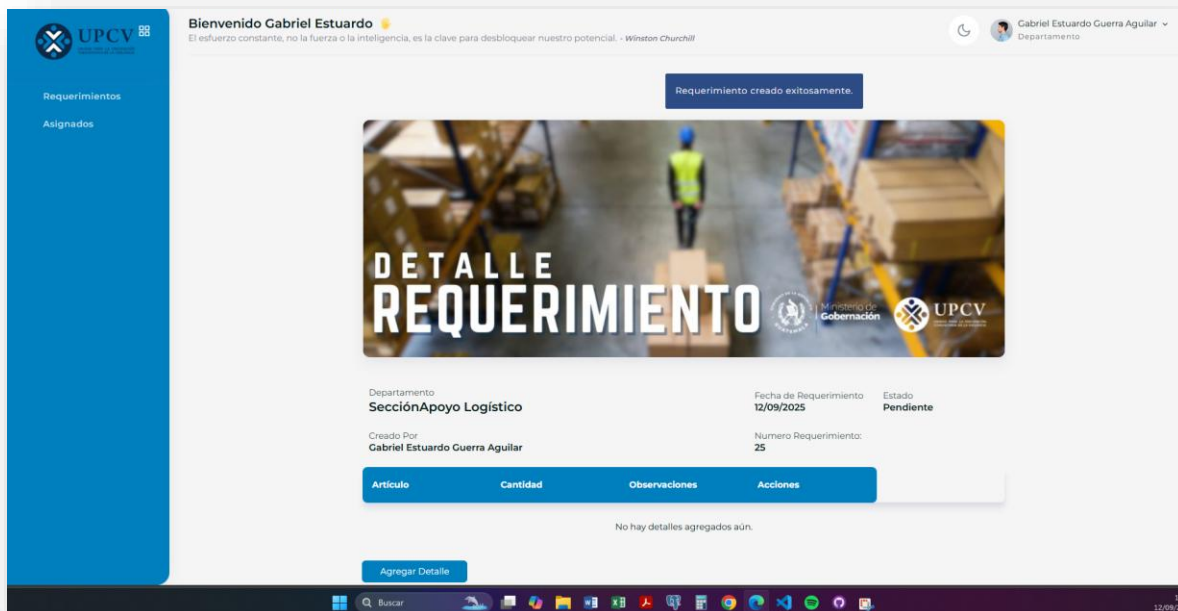 UPCV
Bienvenido Gabriel Estuardo
El esfuerzo constante, no la fuerza o la inteligencia, es la clave para desbloquear nuestro potencial. - Winston Churchill
Gabriel Estuardo Guerra Aguilar
Departamento
Requerimientos
Asignados
Requerimiento creado exitosamente.
DETALLE
REQUERIMIENTO
GUATEMALA
Ministerio de
Gobernación
UPCV
Departamento
SecciónApoyo Logístico
Fecha de Requerimiento
12/09/2025
Estado
Pendiente
Creado Por
Gabriel Estuardo Guerra Aguilar
Numero Requerimiento:
25
Artículo Cantidad Observaciones Acciones
No hay detalles agregados aún.
Agregar Detalle
Buscar